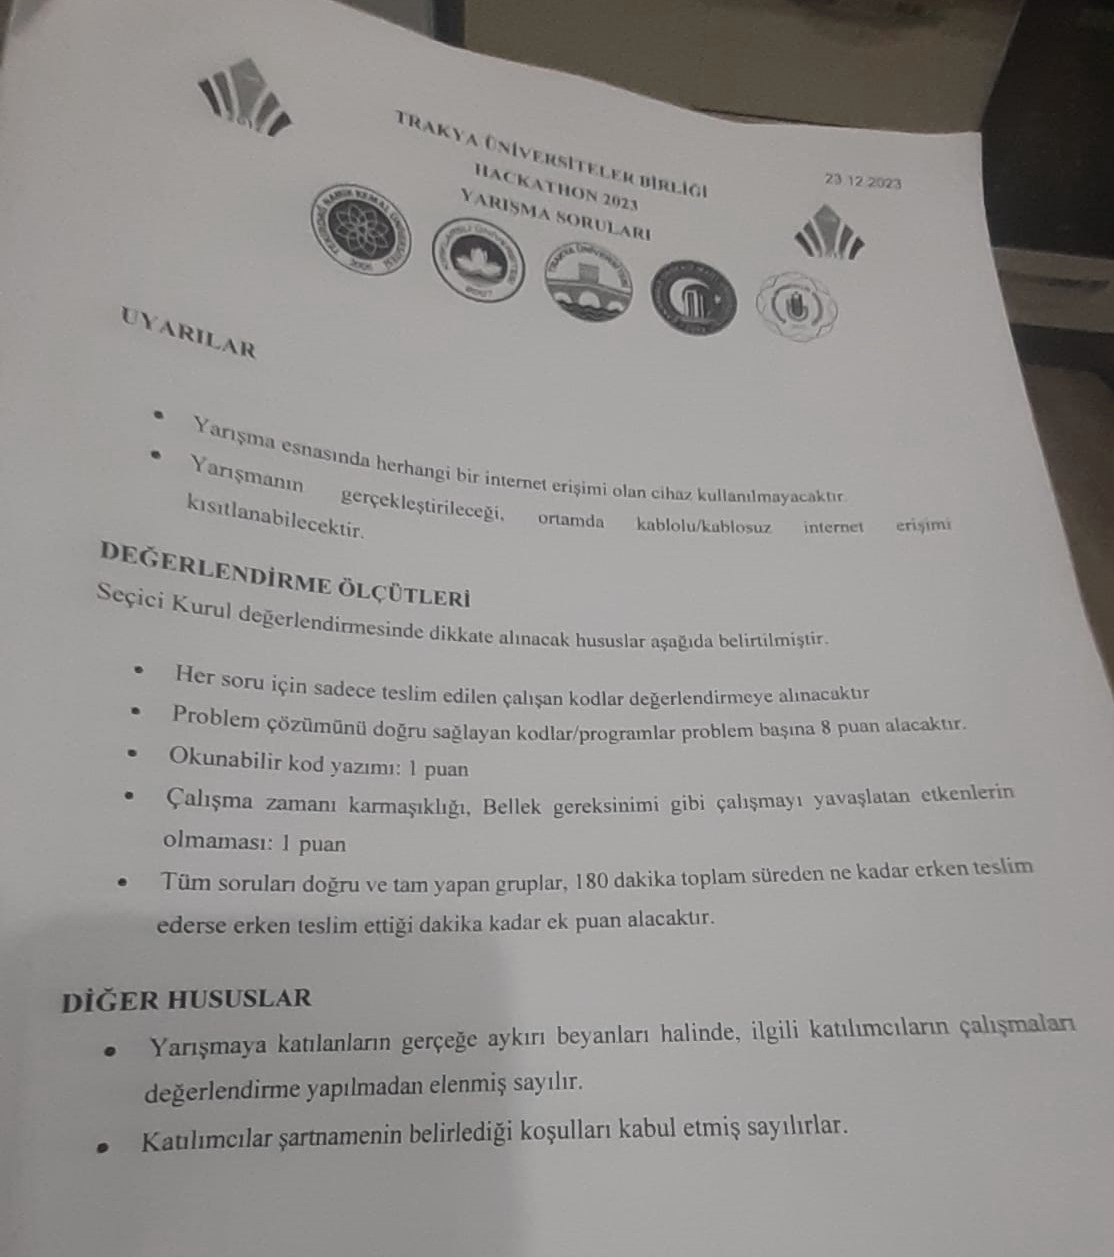 TRAKYA ÜNİVERSİTELER BİRLİĞİ
23.12.2023
HACKATHON 2023
YARIŞMA SORULARI
UYARILAR
• Yarışma esnasında herhangi bir internet erişimi olan cihaz kullanılmayacaktır.
• Yarışmanın gerçekleştirileceği, ortamda kablolu/kablosuz internet erişimi
kısıtlanabilecektir.
DEĞERLENDİRME ÖLÇÜTLERİ
Seçici Kurul değerlendirmesinde dikkate alınacak hususlar aşağıda belirtilmiştir.
• Her soru için sadece teslim edilen çalışan kodlar değerlendirmeye alınacaktır
• Problem çözümünü doğru sağlayan kodlar/programlar problem başına 8 puan alacaktır.
• Okunabilir kod yazımı: 1 puan
• Çalışma zamanı karmaşıklığı, Bellek gereksinimi gibi çalışmayı yavaşlatan etkenlerin
olmaması: 1 puan
• Tüm soruları doğru ve tam yapan gruplar, 180 dakika toplam süreden ne kadar erken teslim
ederse erken teslim ettiği dakika kadar ek puan alacaktır.
DİĞER HUSUSLAR
• Yarışmaya katılanların gerçeğe aykırı beyanları halinde, ilgili katılımcıların çalışmaları
değerlendirme yapılmadan elenmiş sayılır.
• Katılımcılar şartnamenin belirlediği koşulları kabul etmiş sayılırlar.